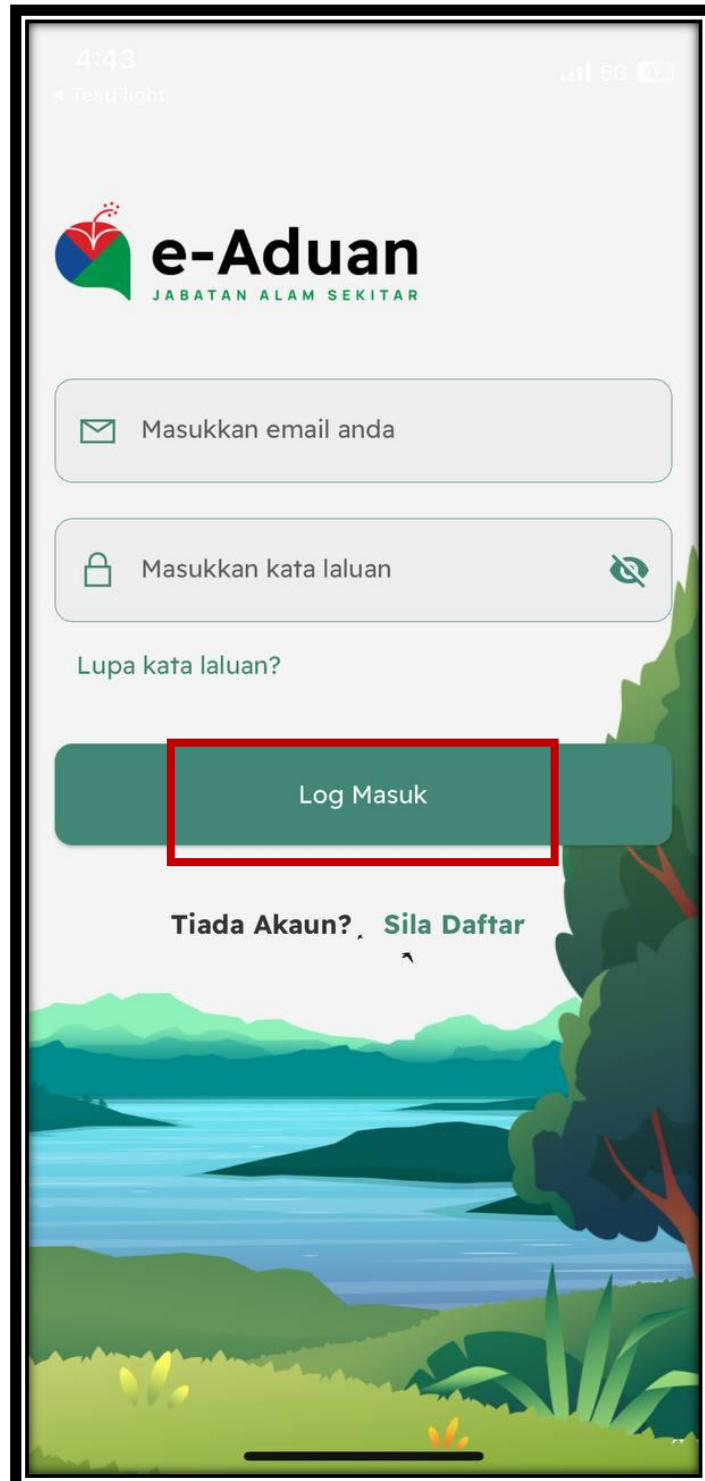 4:43
5G
◄ TestFlight
e-Aduan
JABATAN ALAM SEKITAR
Masukkan email anda
Masukkan kata laluan
Lupa kata laluan?
Log Masuk
Tiada Akaun? Sila Daftar